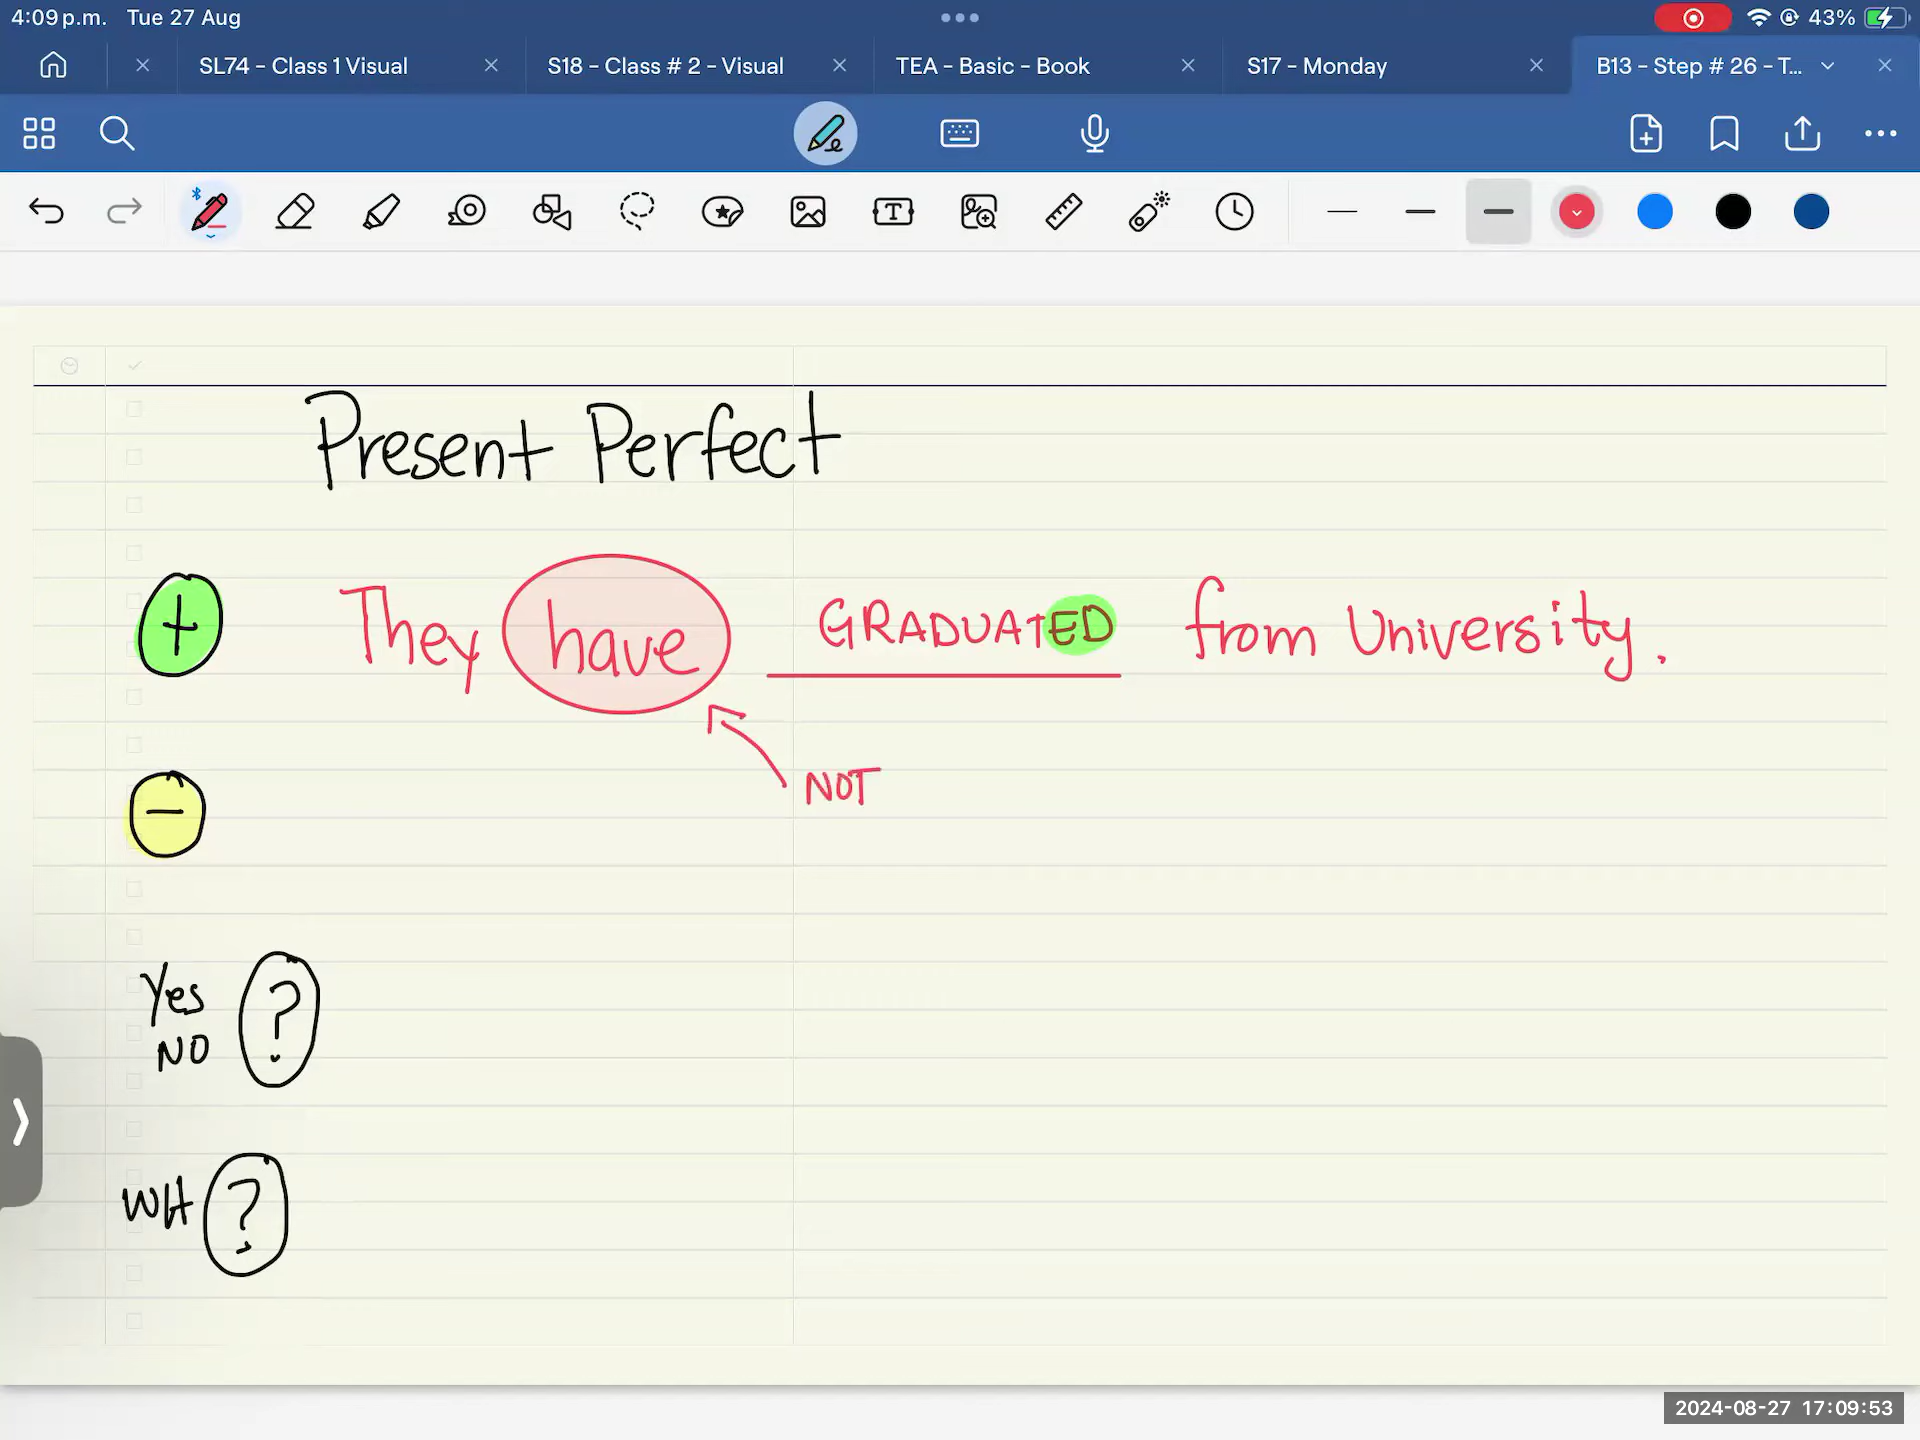 4:09 p.m. Tue 27 Aug
43%
SL74 - Class 1 Visual
S18 - Class # 2 - Visual
TEA - Basic - Book
S17 - Monday
B13 - Step # 26 - T...
Present Perfect
+ They have GRADUATED from University.
NOT
−
Yes
NO ?
WH ?
2024-08-27 17:09:53